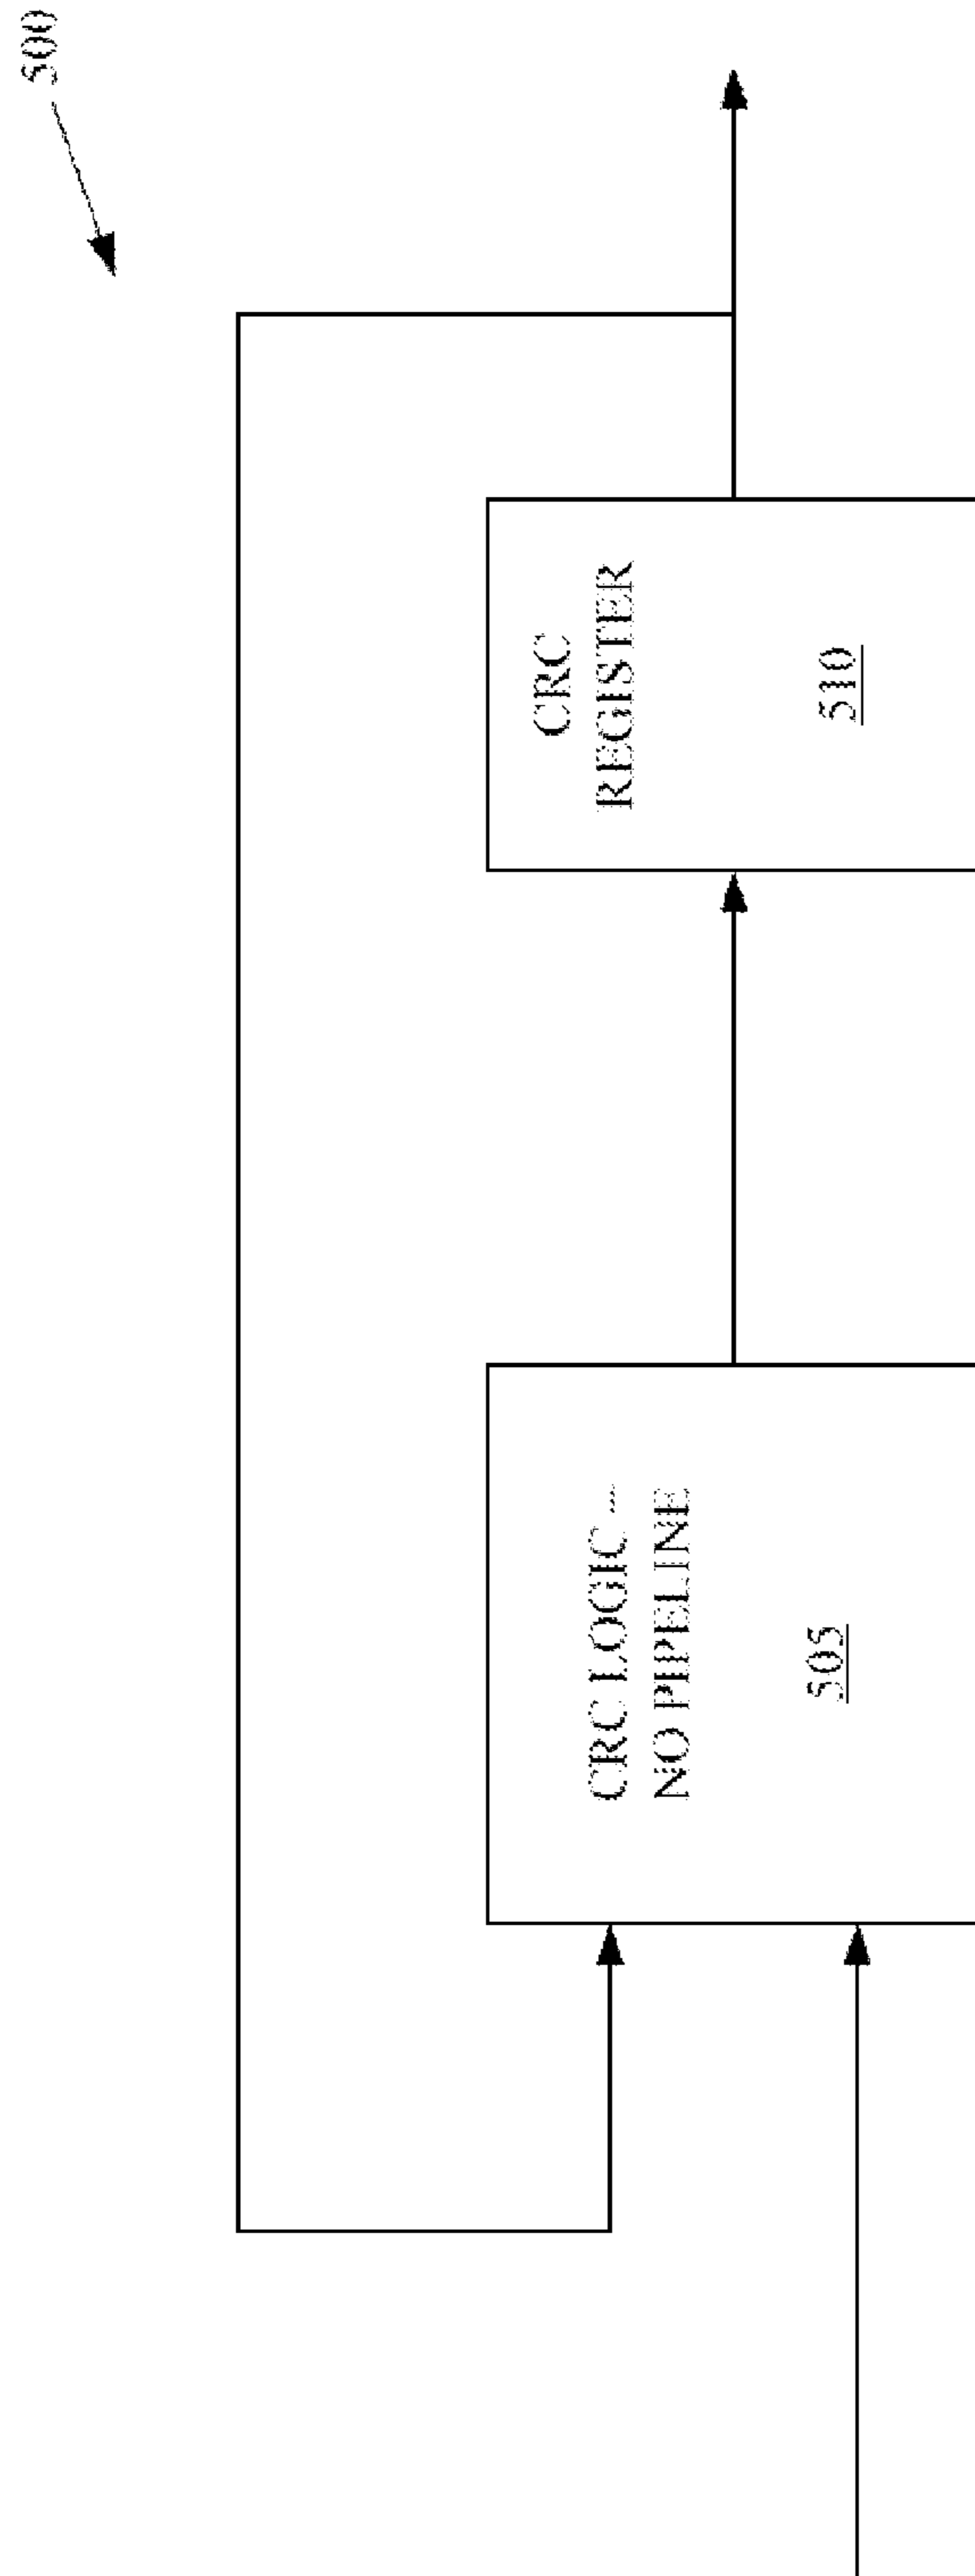 500
CRC LOGIC –
NO PIPELINE
505
CRC
REGISTER
510